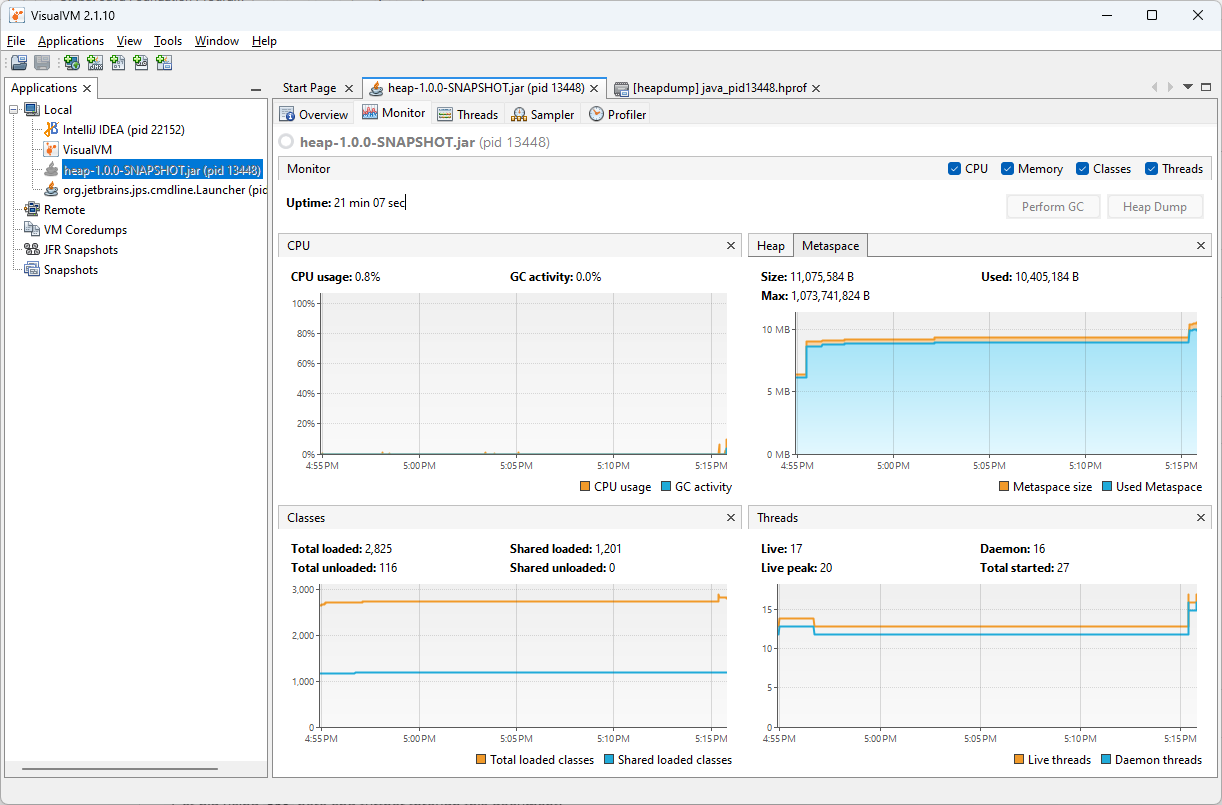 VisualVM 2.1.10
File Applications View Tools Window Help
Applications
Local
IntelliJ IDEA (pid 22152)
VisualVM
heap-1.0.0-SNAPSHOT.jar (pid 13448)
org.jetbrains.jps.cmdline.Launcher (pid
Remote
VM Coredumps
JFR Snapshots
Snapshots
Start Page heap-1.0.0-SNAPSHOT.jar (pid 13448) [heapdump] java_pid13448.hprof
Overview Monitor Threads Sampler Profiler
heap-1.0.0-SNAPSHOT.jar (pid 13448)
Monitor CPU Memory Classes Threads
Uptime: 21 min 07 sec
Perform GC Heap Dump
CPU
CPU usage: 0.8% GC activity: 0.0%
100%
80%
60%
40%
20%
0%
4:55 PM 5:00 PM 5:05 PM 5:10 PM 5:15 PM
CPU usage GC activity
Heap Metaspace
Size: 11,075,584 B Used: 10,405,184 B
Max: 1,073,741,824 B
10 MB
5 MB
0 MB
4:55 PM 5:00 PM 5:05 PM 5:10 PM 5:15 PM
Metaspace size Used Metaspace
Classes
Total loaded: 2,825 Shared loaded: 1,201
Total unloaded: 116 Shared unloaded: 0
3,000
2,000
1,000
0
4:55 PM 5:00 PM 5:05 PM 5:10 PM 5:15 PM
Total loaded classes Shared loaded classes
Threads
Live: 17 Daemon: 16
Live peak: 20 Total started: 27
15
10
5
0
4:55 PM 5:00 PM 5:05 PM 5:10 PM 5:15 PM
Live threads Daemon threads